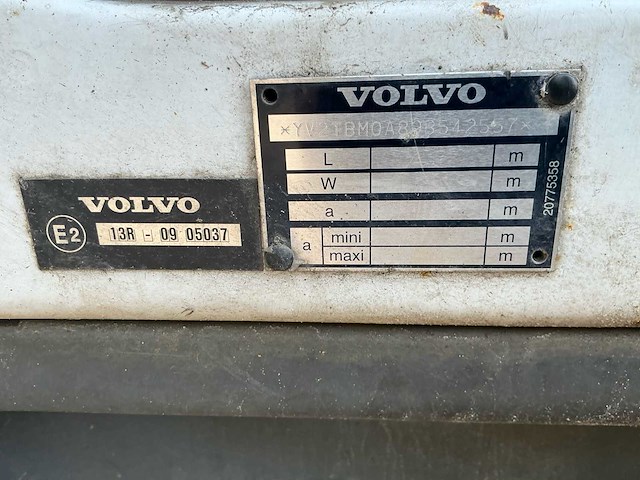 VOLVO
E2
13R - 09 05037
VOLVO
L m
W m
a m
a mini m
maxi m
20775358